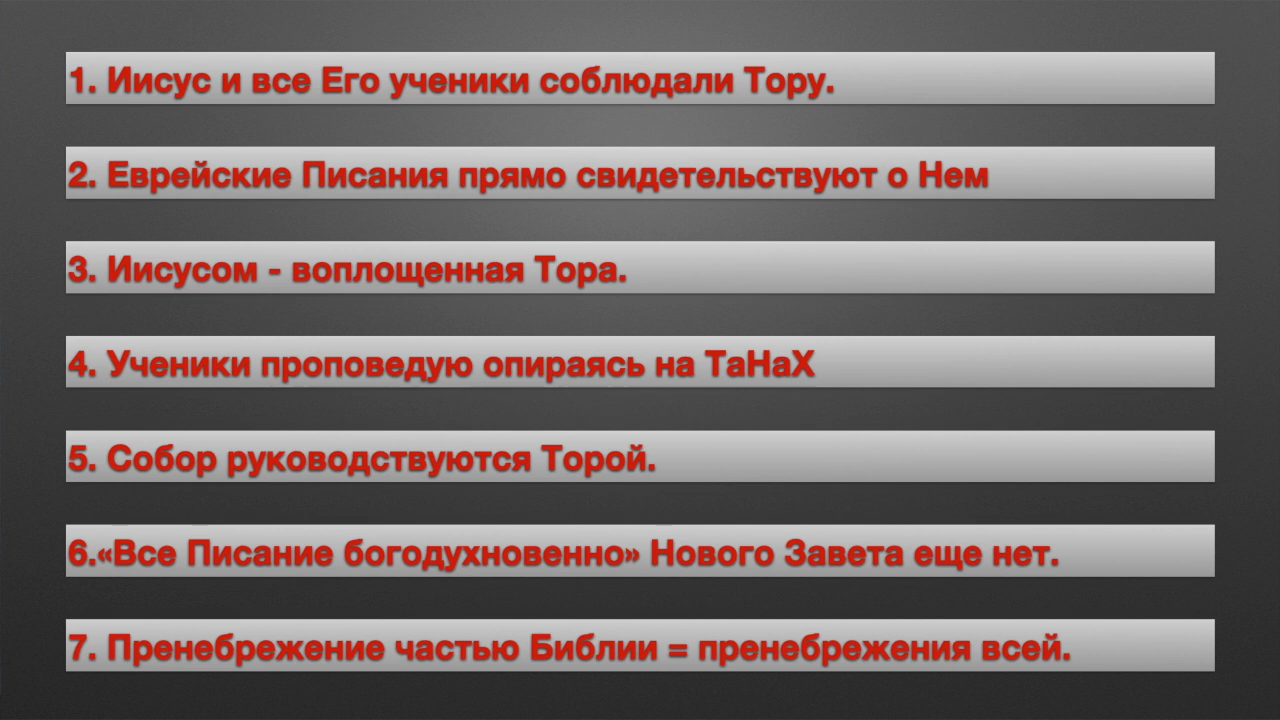 1. Иисус и все Его ученики соблюдали Тору.
2. Еврейские Писания прямо свидетельствуют о Нем
3. Иисусом - воплощенная Тора.
4. Ученики проповедую опираясь на ТаНаХ
5. Собор руководствуются Торой.
6.«Все Писание богодухновенно» Нового Завета еще нет.
7. Пренебрежение частью Библии = пренебрежения всей.